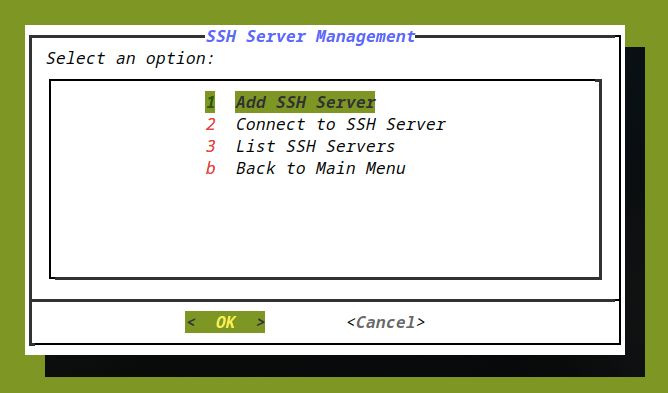 SSH Server Management
Select an option:
1 Add SSH Server
2 Connect to SSH Server
3 List SSH Servers
b Back to Main Menu
< OK > <Cancel>